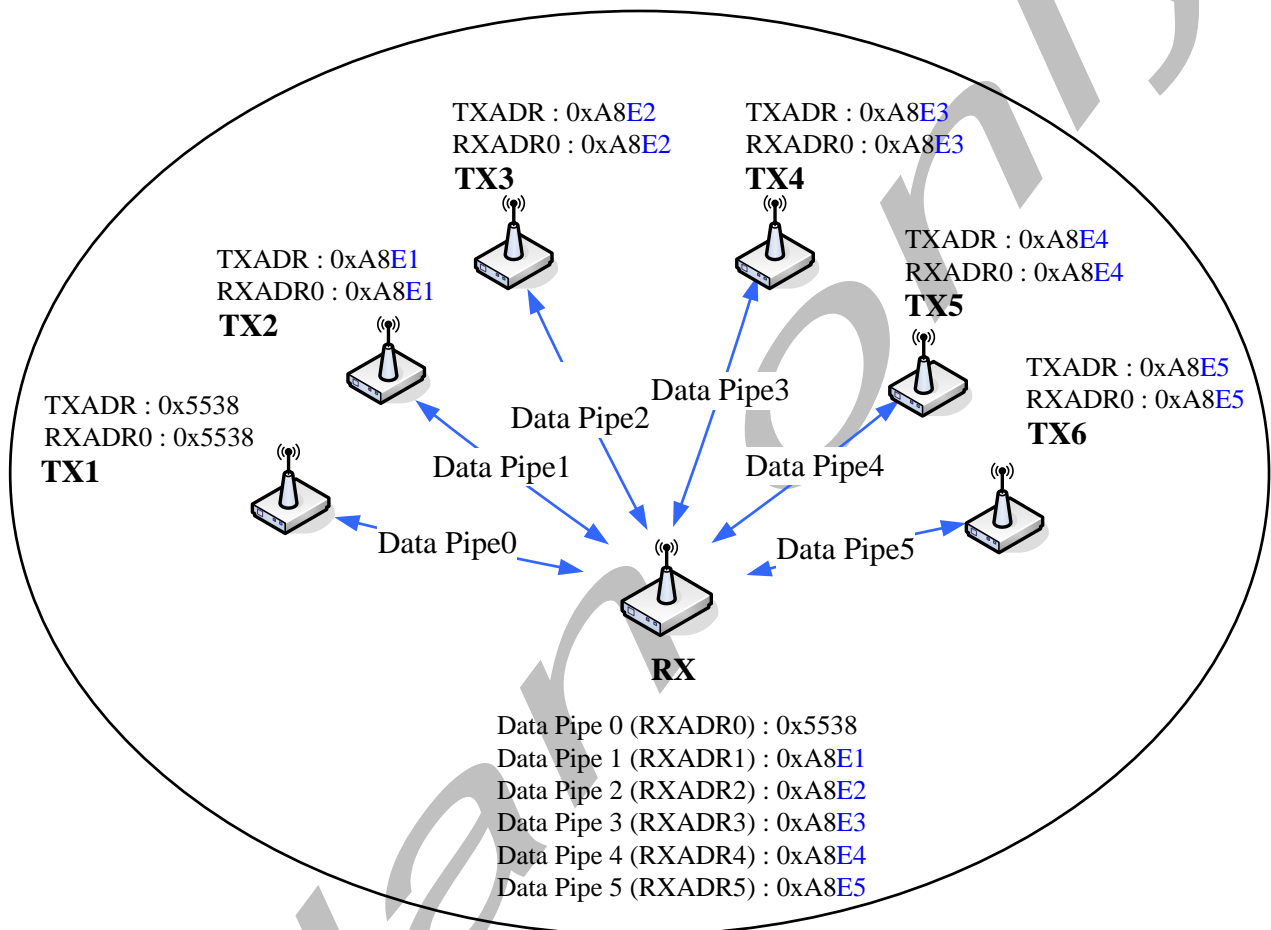 TXADR : 0xA8E2
RXADR0 : 0xA8E2
TX3
TXADR : 0xA8E3
RXADR0 : 0xA8E3
TX4
TXADR : 0xA8E1
RXADR0 : 0xA8E1
TX2
TXADR : 0xA8E4
RXADR0 : 0xA8E4
TX5
TXADR : 0x5538
RXADR0 : 0x5538
TX1
TXADR : 0xA8E5
RXADR0 : 0xA8E5
TX6
Data Pipe3
Data Pipe2
Data Pipe1
Data Pipe4
Data Pipe0
Data Pipe5
RX
Data Pipe 0 (RXADR0) : 0x5538
Data Pipe 1 (RXADR1) : 0xA8E1
Data Pipe 2 (RXADR2) : 0xA8E2
Data Pipe 3 (RXADR3) : 0xA8E3
Data Pipe 4 (RXADR4) : 0xA8E4
Data Pipe 5 (RXADR5) : 0xA8E5